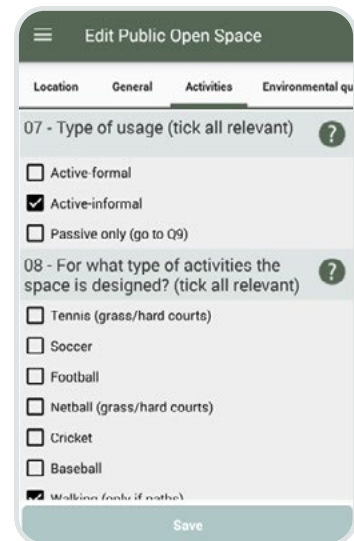 Edit Public Open Space
Location General Activities Environmental qu
07 - Type of usage (tick all relevant) ?
Active-formal
Active-informal
Passive only (go to Q9)
08 - For what type of activities the ?
space is designed? (tick all relevant)
Tennis (grass/hard courts)
Soccer
Football
Netball (grass/hard courts)
Cricket
Baseball
Walking (only if paths)
Save